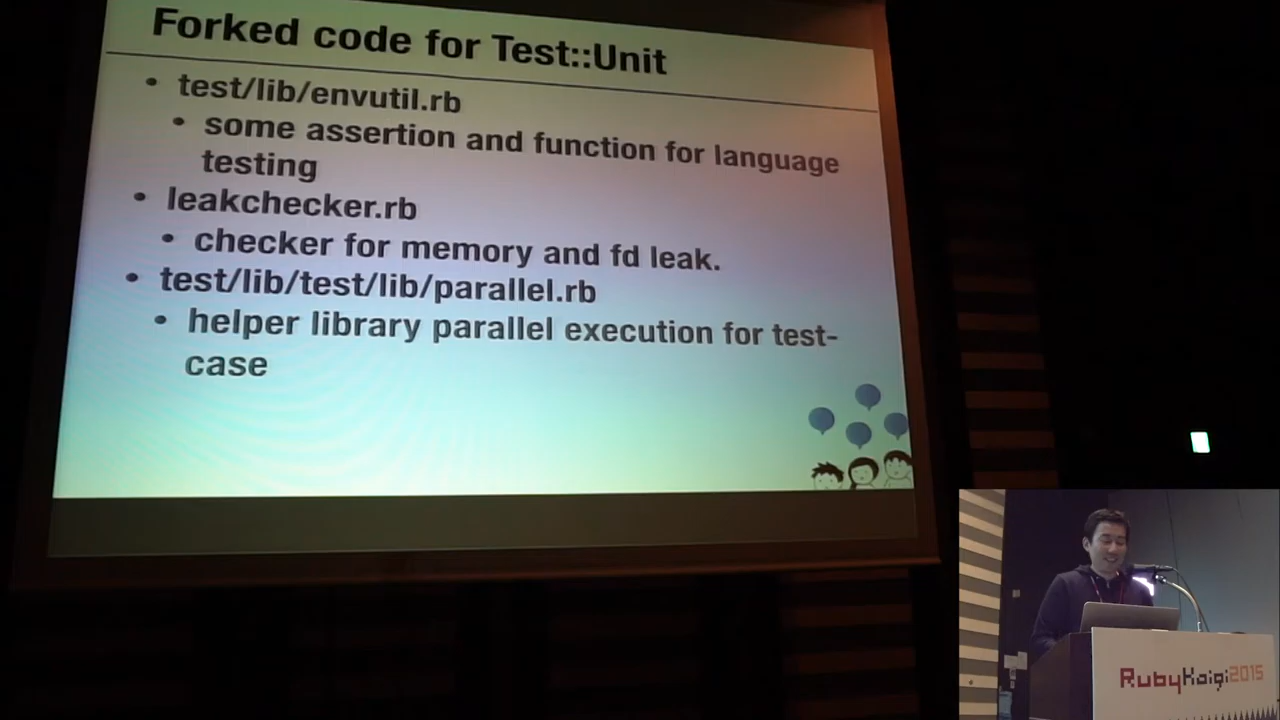 Forked code for Test::Unit
• test/lib/envutil.rb
• some assertion and function for language
testing
• leakchecker.rb
• checker for memory and fd leak.
• test/lib/test/lib/parallel.rb
• helper library parallel execution for test-
case
RubyKaigi2015